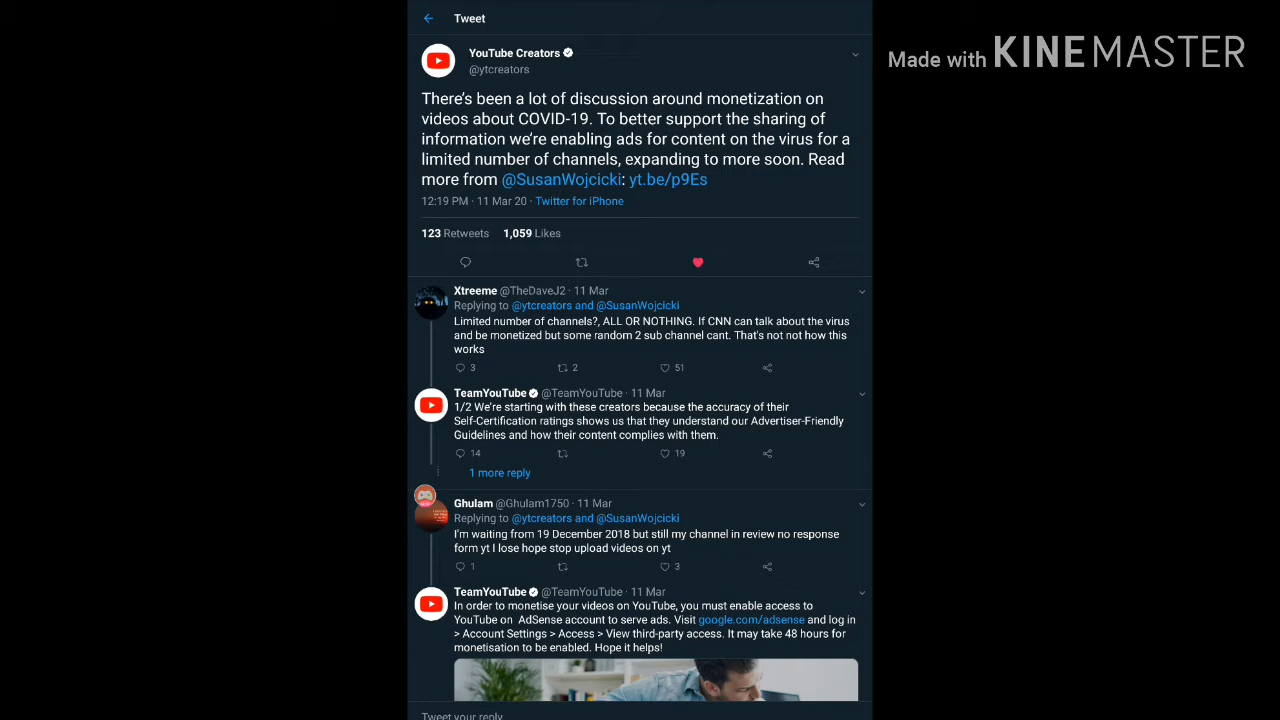 Tweet
Made with KINEMASTER
YouTube Creators
@ytcreators
There's been a lot of discussion around monetization on
videos about COVID-19. To better support the sharing of
information we're enabling ads for content on the virus for a
limited number of channels, expanding to more soon. Read
more from @SusanWojcicki: yt.be/p9Es
12:19 PM · 11 Mar 20 · Twitter for iPhone
123 Retweets 1,059 Likes
Xtreeme @TheDaveJ2 · 11 Mar
Replying to @ytcreators and @SusanWojcicki
Limited number of channels?, ALL OR NOTHING. If CNN can talk about the virus
and be monetized but some random 2 sub channel cant. That's not not how this
works
3 2 51
TeamYouTube @TeamYouTube · 11 Mar
1/2 We're starting with these creators because the accuracy of their
Self-Certification ratings shows us that they understand our Advertiser-Friendly
Guidelines and how their content complies with them.
14 19
1 more reply
Ghulam @Ghulam1750 · 11 Mar
Replying to @ytcreators and @SusanWojcicki
I'm waiting from 19 December 2018 but still my channel in review no response
form yt I lose hope stop upload videos on yt
1 3
TeamYouTube @TeamYouTube · 11 Mar
In order to monetise your videos on YouTube, you must enable access to
YouTube on AdSense account to serve ads. Visit google.com/adsense and log in
> Account Settings > Access > View third-party access. It may take 48 hours for
monetisation to be enabled. Hope it helps!
Tweet your reply